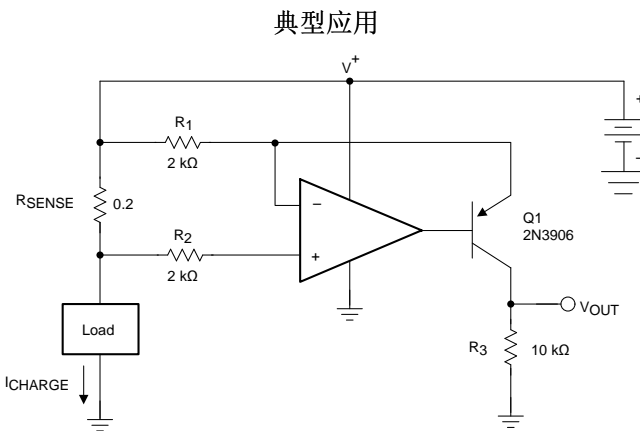 典型应用
V+
+
R1
2 kΩ
−
RSENSE
0.2
−
Q1
2N3906
R2
2 kΩ
+
Load
VOUT
R3
10 kΩ
ICHARGE